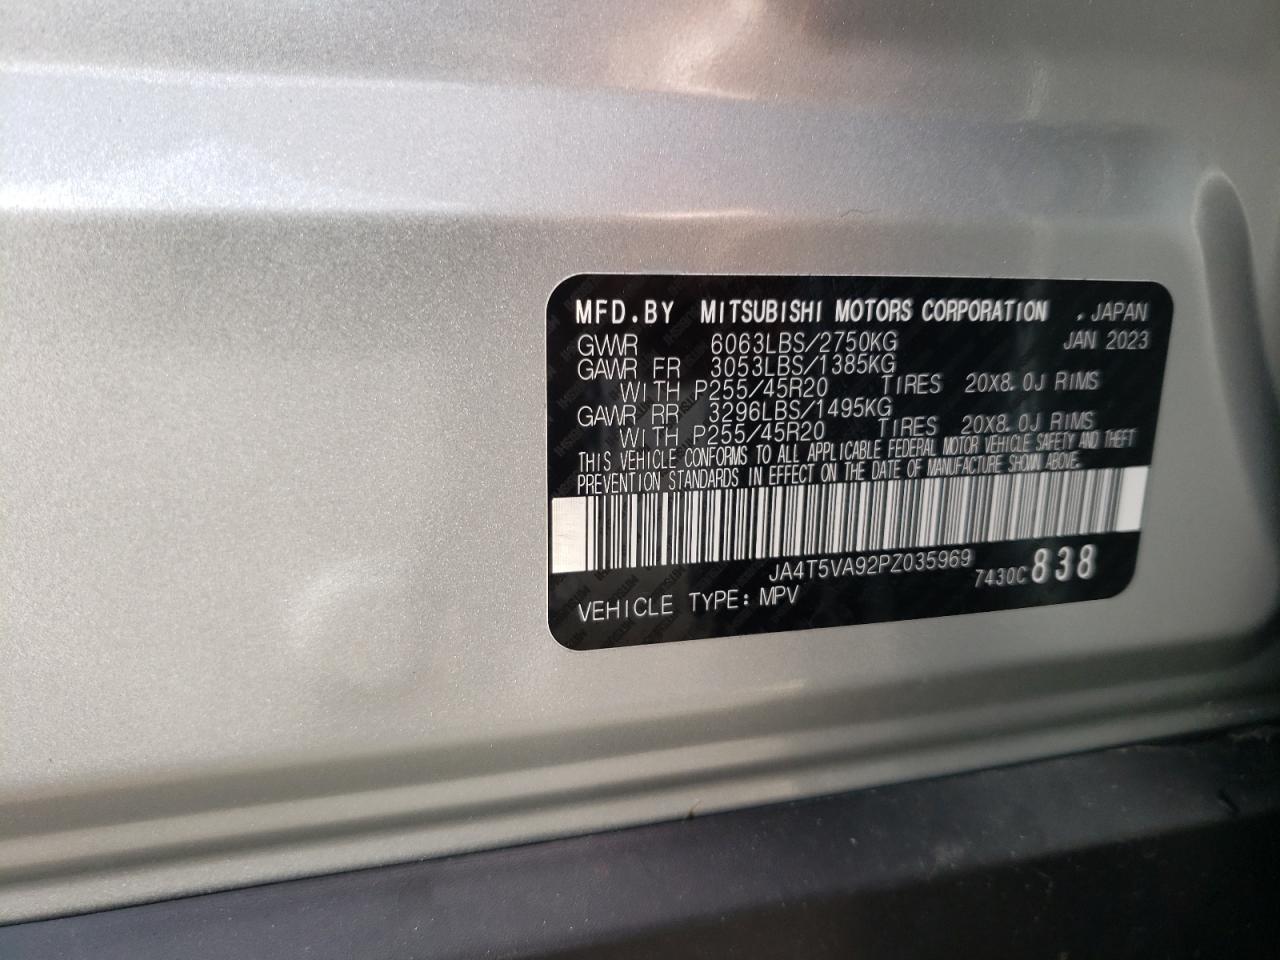 MFD.BY MITSUBISHI MOTORS CORPORATION . JAPAN
GVWR 6063LBS/2750KG JAN 2023
GAWR FR 3053LBS/1385KG
WITH P255/45R20 TIRES 20X8.0J RIMS
GAWR RR 3296LBS/1495KG
WITH P255/45R20 TIRES 20X8.0J RIMS
THIS VEHICLE CONFORMS TO ALL APPLICABLE FEDERAL MOTOR VEHICLE SAFETY AND THEFT
PREVENTION STANDARDS IN EFFECT ON THE DATE OF MANUFACTURE SHOWN ABOVE.
JA4T5VA92PZ035969
7430C 838
VEHICLE TYPE: MPV